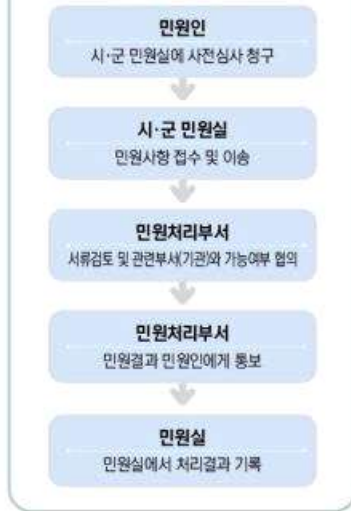 민원인
시·군 민원실에 사전심사 청구
시·군 민원실
민원사항 접수 및 이송
민원처리부서
서류검토 및 관련부서(기관)와 가능여부 협의
민원처리부서
민원결과 민원인에게 통보
민원실
민원실에서 처리결과 기록